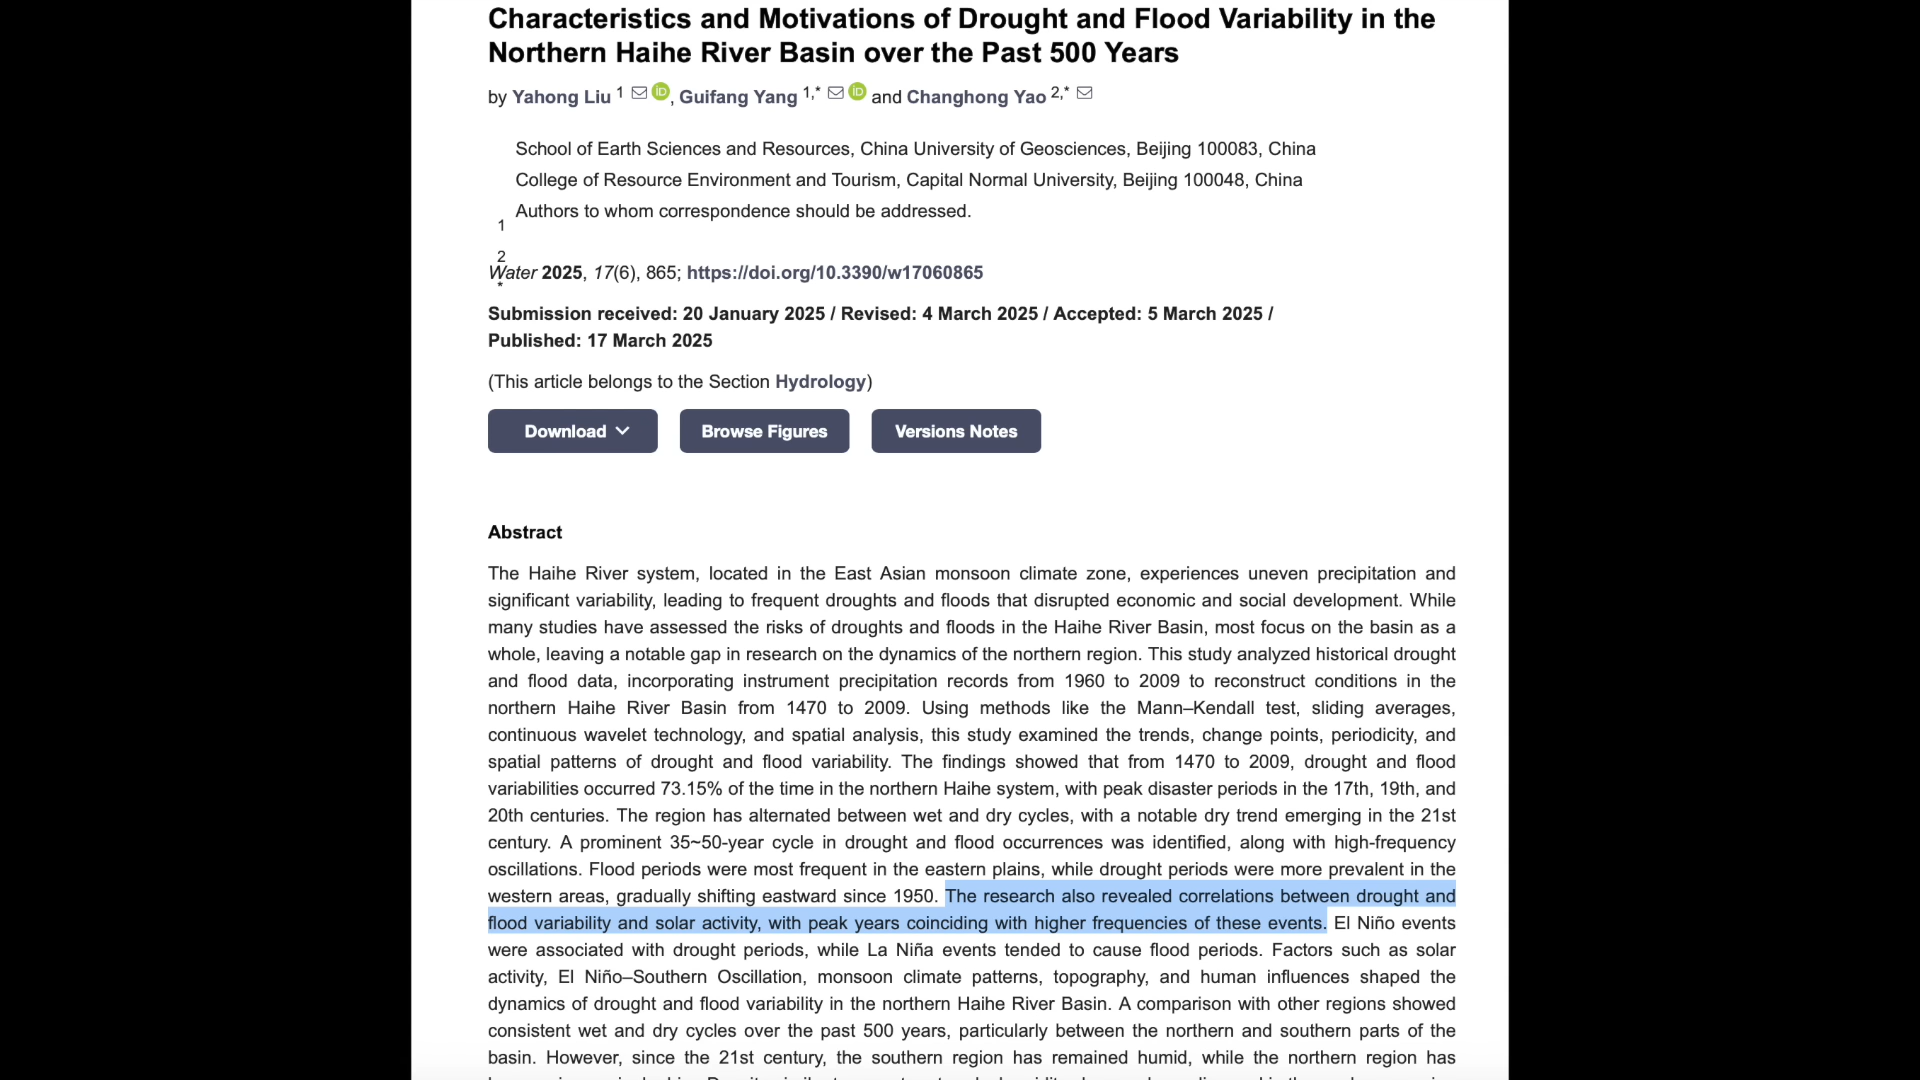 Characteristics and Motivations of Drought and Flood Variability in the
Northern Haihe River Basin over the Past 500 Years
by Yahong Liu 1 iD, Guifang Yang 1,* iD and Changhong Yao 2,*
School of Earth Sciences and Resources, China University of Geosciences, Beijing 100083, China
College of Resource Environment and Tourism, Capital Normal University, Beijing 100048, China
Authors to whom correspondence should be addressed.
1
2
*
Water 2025, 17(6), 865; https://doi.org/10.3390/w17060865
Submission received: 20 January 2025 / Revised: 4 March 2025 / Accepted: 5 March 2025 /
Published: 17 March 2025
(This article belongs to the Section Hydrology)
Download
Browse Figures
Versions Notes
Abstract
The Haihe River system, located in the East Asian monsoon climate zone, experiences uneven precipitation and
significant variability, leading to frequent droughts and floods that disrupted economic and social development. While
many studies have assessed the risks of droughts and floods in the Haihe River Basin, most focus on the basin as a
whole, leaving a notable gap in research on the dynamics of the northern region. This study analyzed historical drought
and flood data, incorporating instrument precipitation records from 1960 to 2009 to reconstruct conditions in the
northern Haihe River Basin from 1470 to 2009. Using methods like the Mann–Kendall test, sliding averages,
continuous wavelet technology, and spatial analysis, this study examined the trends, change points, periodicity, and
spatial patterns of drought and flood variability. The findings showed that from 1470 to 2009, drought and flood
variabilities occurred 73.15% of the time in the northern Haihe system, with peak disaster periods in the 17th, 19th, and
20th centuries. The region has alternated between wet and dry cycles, with a notable dry trend emerging in the 21st
century. A prominent 35~50-year cycle in drought and flood occurrences was identified, along with high-frequency
oscillations. Flood periods were most frequent in the eastern plains, while drought periods were more prevalent in the
western areas, gradually shifting eastward since 1950. The research also revealed correlations between drought and
flood variability and solar activity, with peak years coinciding with higher frequencies of these events. El Niño events
were associated with drought periods, while La Niña events tended to cause flood periods. Factors such as solar
activity, El Niño–Southern Oscillation, monsoon climate patterns, topography, and human influences shaped the
dynamics of drought and flood variability in the northern Haihe River Basin. A comparison with other regions showed
consistent wet and dry cycles over the past 500 years, particularly between the northern and southern parts of the
basin. However, since the 21st century, the southern region has remained humid, while the northern region has